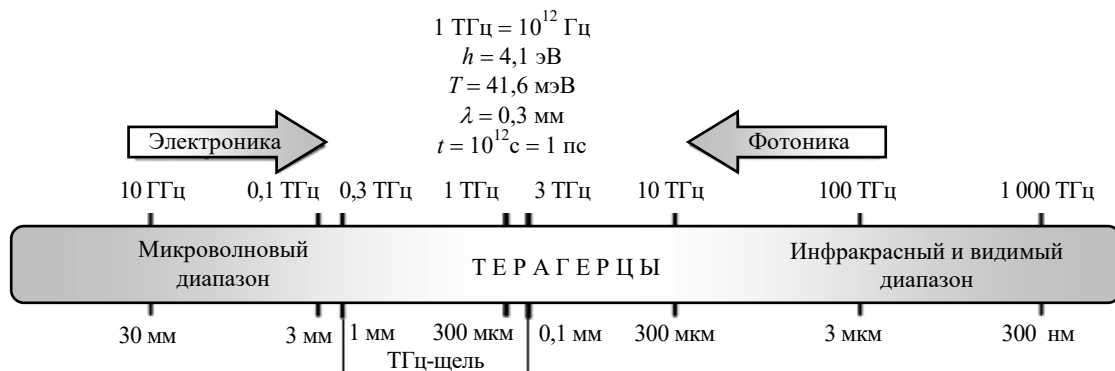 1 ТГц = 10¹² Гц
h = 4,1 эВ
T = 41,6 мэВ
λ = 0,3 мм
t = 10¹²с = 1 пс
Электроника
Фотоника
10 ГГц 0,1 ТГц 0,3 ТГц 1 ТГц 3 ТГц 10 ТГц 100 ТГц 1 000 ТГц
Микроволновый
диапазон
ТЕРАГЕРЦЫ
Инфракрасный и видимый
диапазон
30 мм 3 мм 1 мм 300 мкм 0,1 мм 300 мкм 3 мкм 300 нм
ТГц-щель